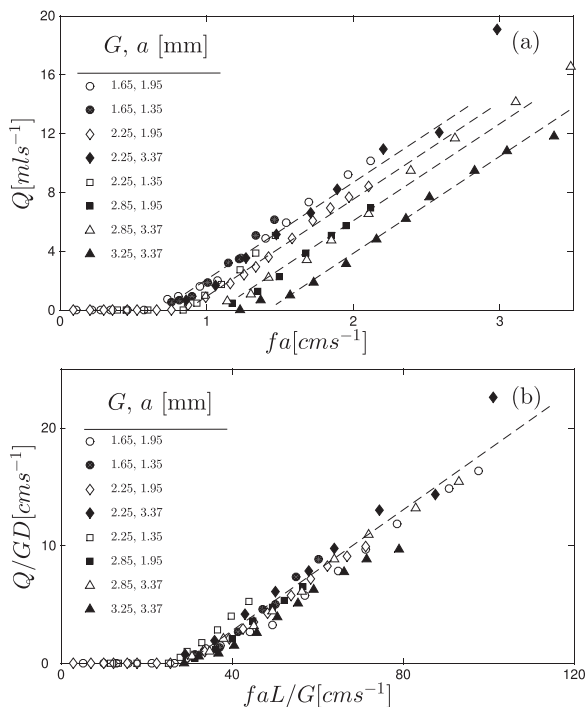 20
16
12
8
4
0
Q[mls⁻¹]
G, a [mm]
(a)
1.65, 1.95
1.65, 1.35
2.25, 1.95
2.25, 3.37
2.25, 1.35
2.85, 1.95
2.85, 3.37
3.25, 3.37
0 1 2 3
fa[cms⁻¹]
20
10
0
Q/GD[cms⁻¹]
G, a [mm]
(b)
1.65, 1.95
1.65, 1.35
2.25, 1.95
2.25, 3.37
2.25, 1.35
2.85, 1.95
2.85, 3.37
3.25, 3.37
0 40 80 120
faL/G[cms⁻¹]